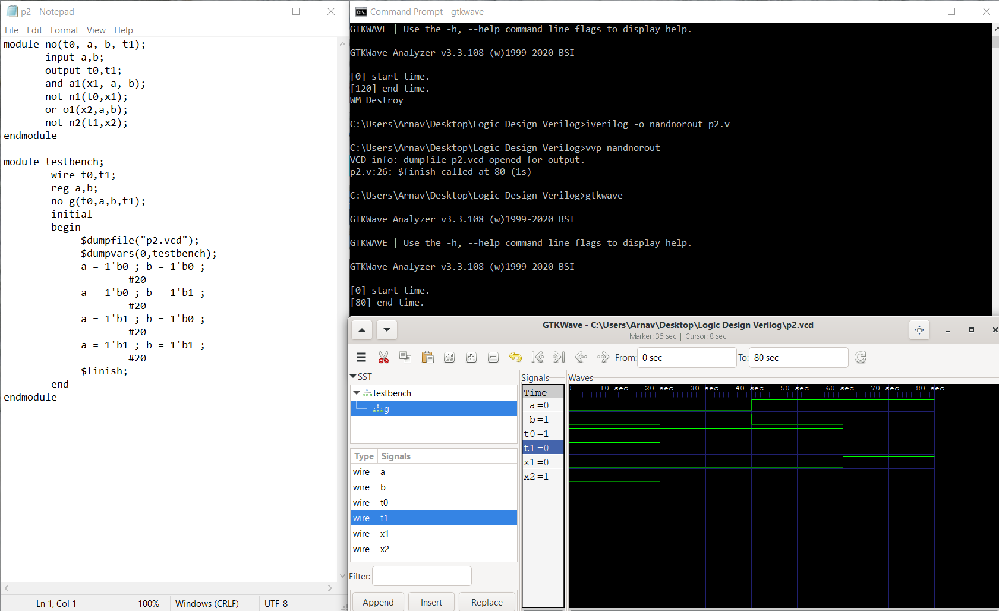 p2 - Notepad
File Edit Format View Help
module no(t0, a, b, t1);
input a,b;
output t0,t1;
and a1(x1, a, b);
not n1(t0,x1);
or o1(x2,a,b);
not n2(t1,x2);
endmodule
module testbench;
wire t0,t1;
reg a,b;
no g(t0,a,b,t1);
initial
begin
$dumpfile("p2.vcd");
$dumpvars(0,testbench);
a = 1'b0 ; b = 1'b0 ;
#20
a = 1'b0 ; b = 1'b1 ;
#20
a = 1'b1 ; b = 1'b0 ;
#20
a = 1'b1 ; b = 1'b1 ;
#20
$finish;
end
endmodule
Ln 1, Col 1 100% Windows (CRLF) UTF-8
C:\. Command Prompt - gtkwave
GTKWAVE | Use the -h, --help command line flags to display help.
GTKWave Analyzer v3.3.108 (w)1999-2020 BSI
[0] start time.
[120] end time.
WM Destroy
C:\Users\Arnav\Desktop\Logic Design Verilog>iverilog -o nandnorout p2.v
C:\Users\Arnav\Desktop\Logic Design Verilog>vvp nandnorout
VCD info: dumpfile p2.vcd opened for output.
p2.v:26: $finish called at 80 (1s)
C:\Users\Arnav\Desktop\Logic Design Verilog>gtkwave
GTKWave Analyzer v3.3.108 (w)1999-2020 BSI
GTKWAVE | Use the -h, --help command line flags to display help.
GTKWave Analyzer v3.3.108 (w)1999-2020 BSI
[0] start time.
[80] end time.
GTKWave - C:\Users\Arnav\Desktop\Logic Design Verilog\p2.vcd
Marker: 35 sec | Cursor: 8 sec
From: 0 sec To: 80 sec
SST
testbench
g
Type Signals
wire a
wire b
wire t0
wire t1
wire x1
wire x2
Filter:
Append Insert Replace
Signals
Time
a=0
b=1
t0=1
t1=0
x1=0
x2=1
Waves
0 10 sec 20 sec 30 sec 40 sec 50 sec 60 sec 70 sec 80 sec